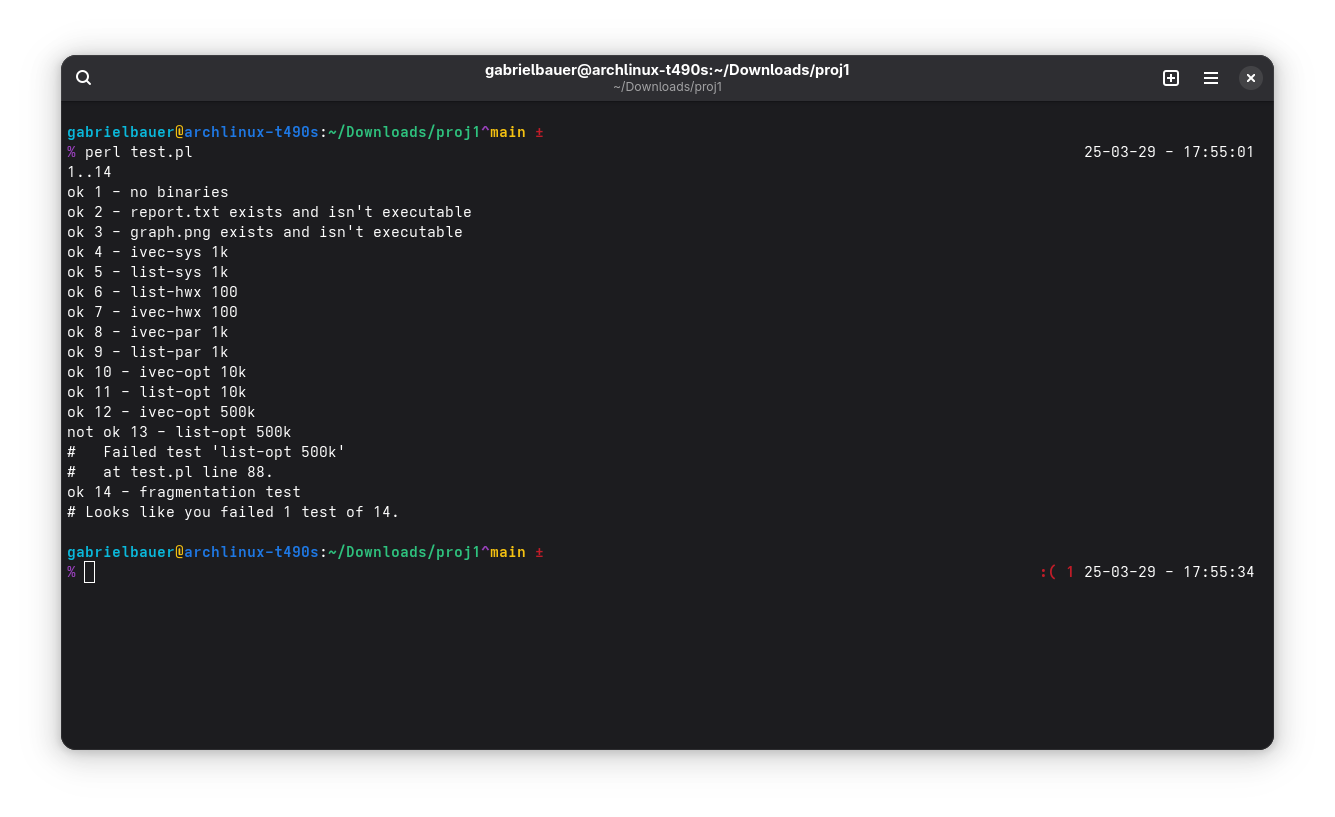 gabrielbauer@archlinux-t490s:~/Downloads/proj1
~/Downloads/proj1
gabrielbauer@archlinux-t490s:~/Downloads/proj1^main ±
% perl test.pl 25-03-29 - 17:55:01
1..14
ok 1 - no binaries
ok 2 - report.txt exists and isn't executable
ok 3 - graph.png exists and isn't executable
ok 4 - ivec-sys 1k
ok 5 - list-sys 1k
ok 6 - list-hwx 100
ok 7 - ivec-hwx 100
ok 8 - ivec-par 1k
ok 9 - list-par 1k
ok 10 - ivec-opt 10k
ok 11 - list-opt 10k
ok 12 - ivec-opt 500k
not ok 13 - list-opt 500k
#   Failed test 'list-opt 500k'
#   at test.pl line 88.
ok 14 - fragmentation test
# Looks like you failed 1 test of 14.
gabrielbauer@archlinux-t490s:~/Downloads/proj1^main ±
% :( 1 25-03-29 - 17:55:34